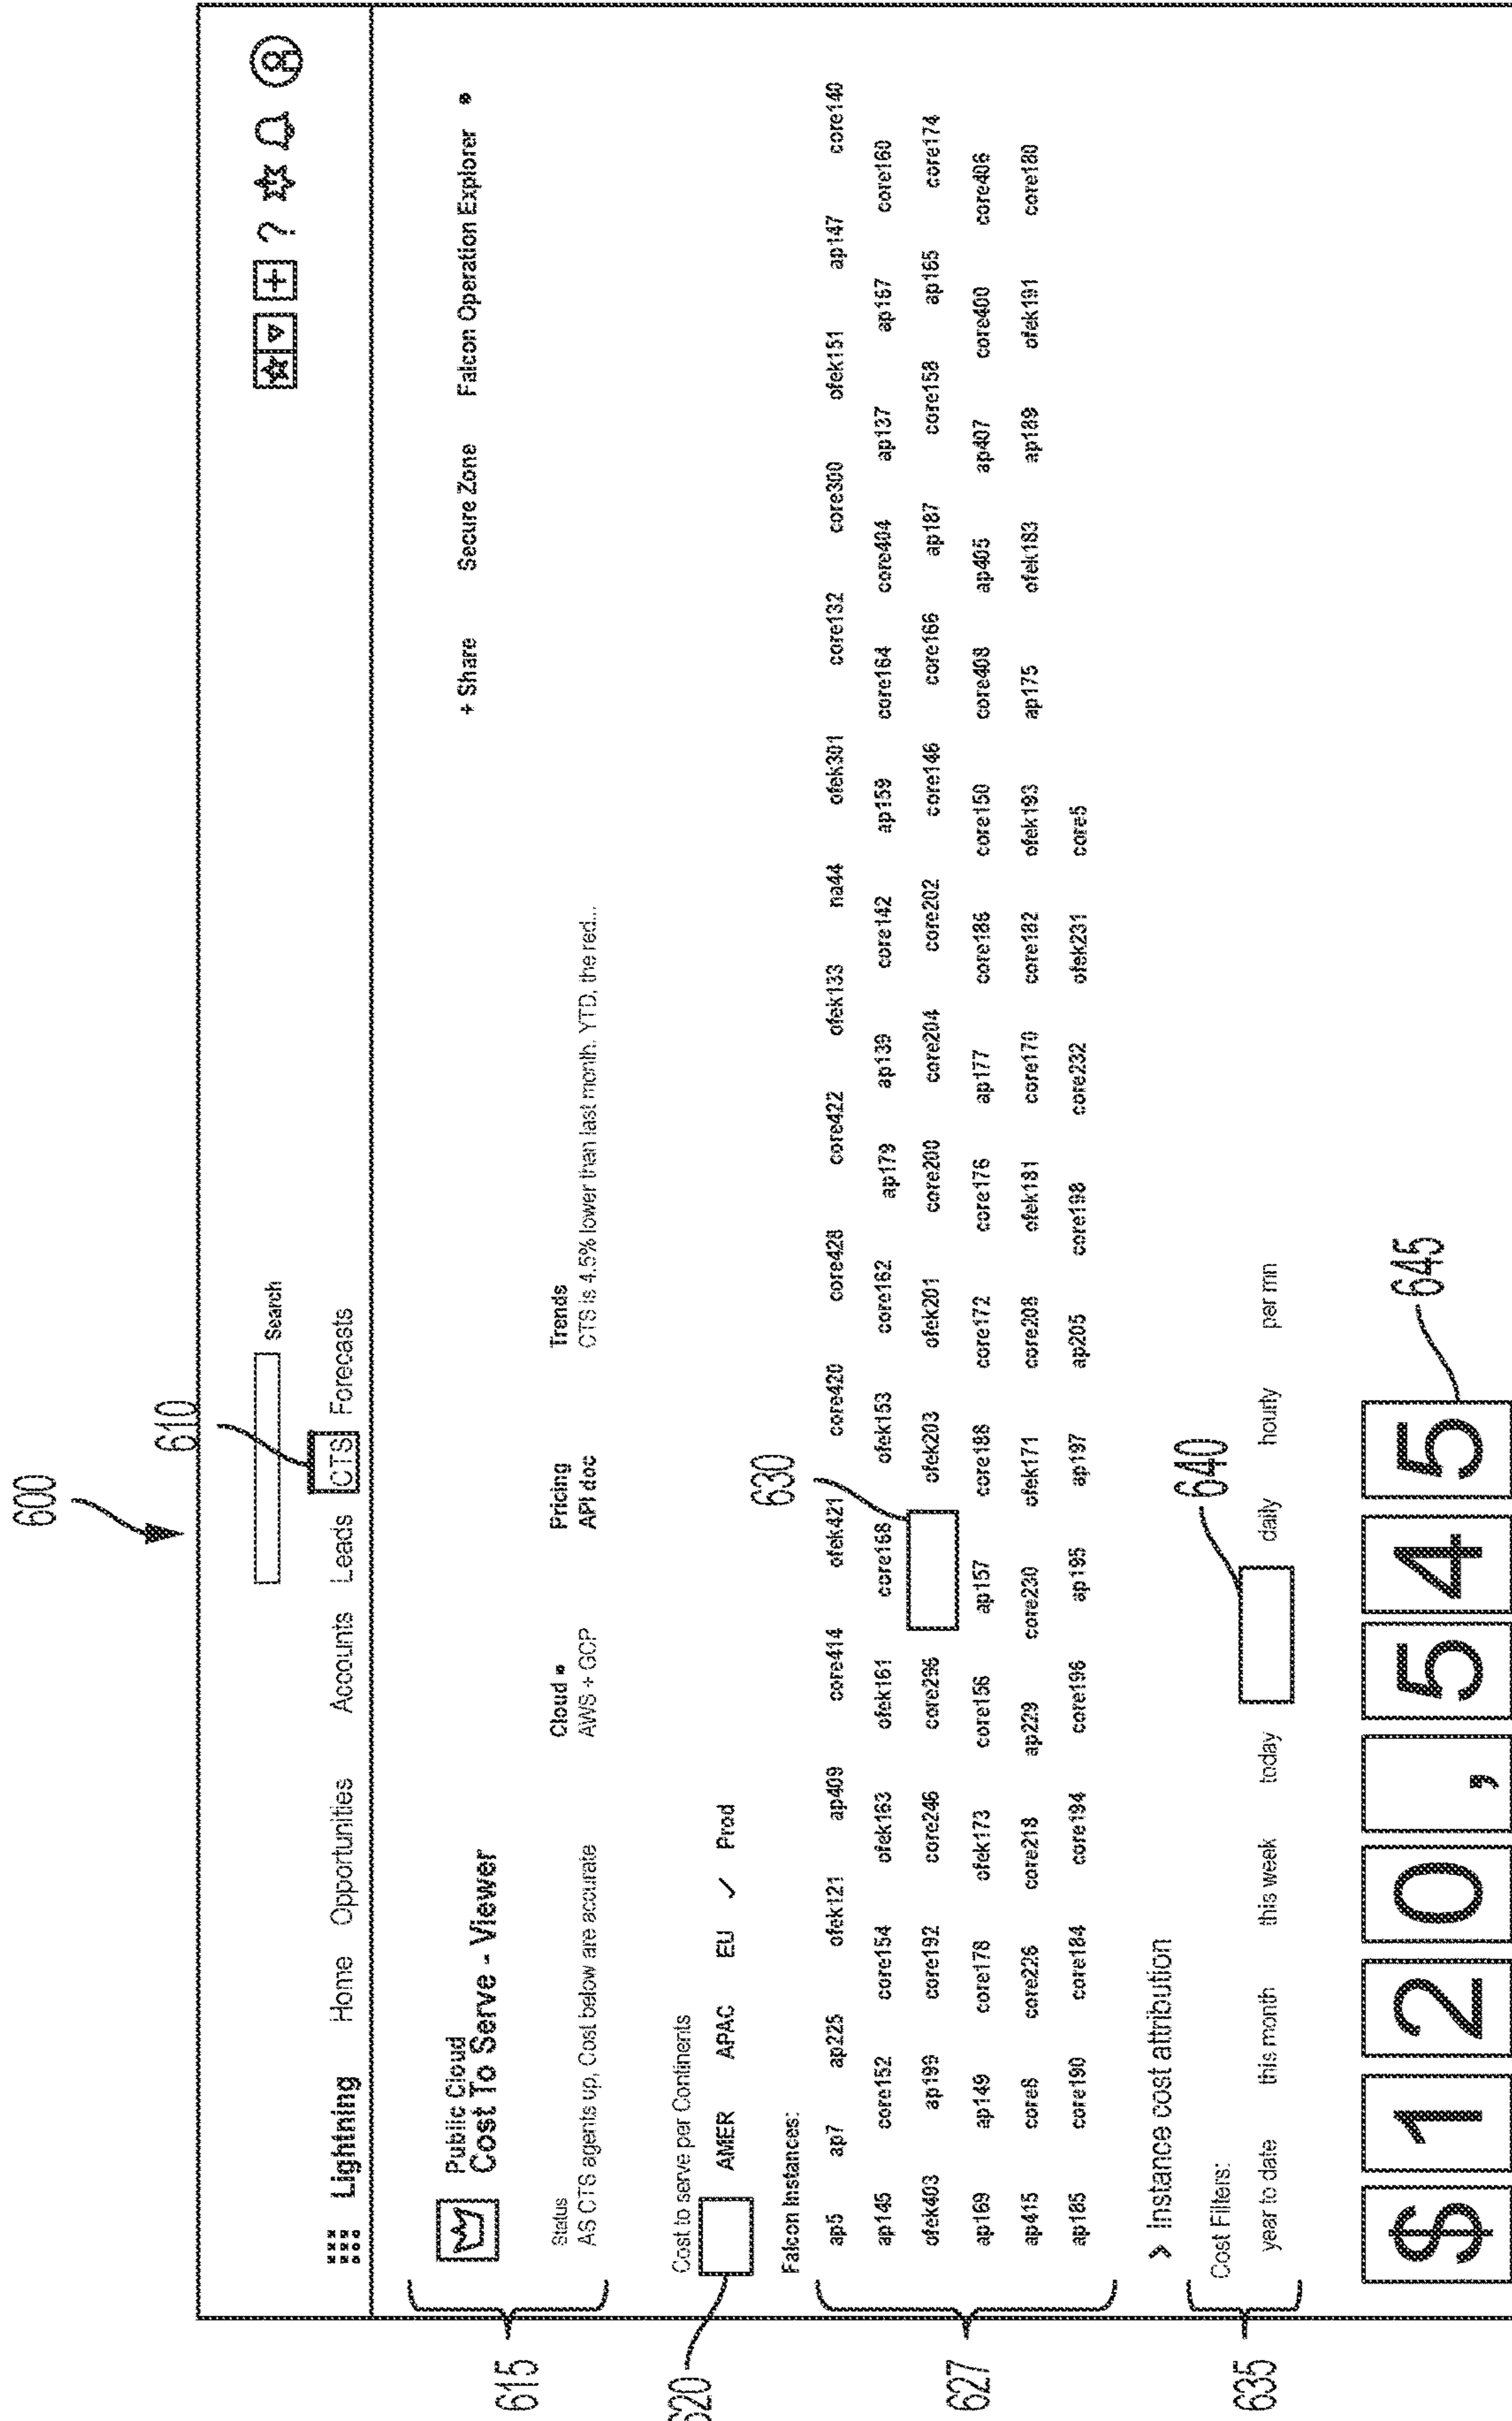 600
610
Search
Lightning Home Opportunities Accounts Leads CTS Forecasts
Public Cloud
Cost To Serve - Viewer
+ Share Secure Zone Falcon Operation Explorer
Status Cloud Pricing Trends
AS CTS agents up, Cost below are accurate AWS + GCP API doc CTS is 4.5% lower than last month. YTD, the red...
615
Cost to serve per Continents
AMER APAC EU ✓ Prod
620
630
Falcon Instances:
ap5 ap7 ap225 ofek121 ap409 core414 ofek421 core420 core428 core422 ofek133 na44 ofek301 core132 core300 ofek151 ap147 core140
ap145 core152 core154 ofek163 ofek161 core168 ofek153 core162 ap179 ap139 core142 ap159 core164 core404 ap137 ap167 core160
ofek403 ap199 core192 core246 core296 ofek203 ofek201 core200 core204 core202 core146 core166 ap187 core158 ap165 core174
ap169 ap149 core178 ofek173 core156 ap157 core188 core172 core176 ap177 core186 core150 core408 ap405 ap407 core400 core406
ap415 core6 core226 core218 ap229 core230 ofek171 core208 ofek181 core170 core182 ofek193 ap175 ofek183 ap189 ofek191 core180
ap185 core190 core184 core194 core196 ap195 ap197 ap205 core198 core232 ofek231 core5
627
> Instance cost attribution
640
Cost Filters:
year to date this month this week today daily hourly per mn
635
$120,545
645